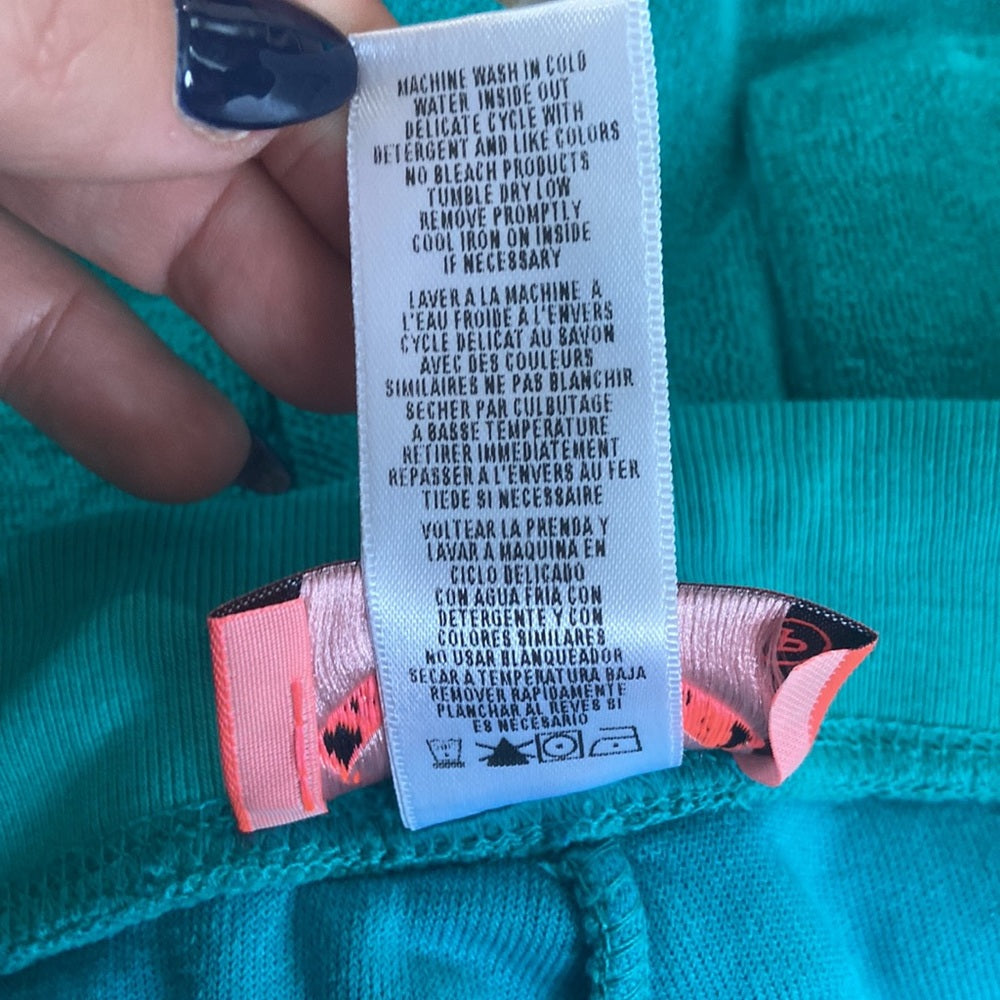 MACHINE WASH IN COLD
WATER INSIDE OUT
DELICATE CYCLE WITH
DETERGENT AND LIKE COLORS
NO BLEACH PRODUCTS
TUMBLE DRY LOW
REMOVE PROMPTLY
COOL IRON ON INSIDE
IF NECESSARY
LAVER A LA MACHINE A
L'EAU FROIDE A L'ENVERS
CYCLE DELICAT AU SAVON
AVEC DES COULEURS
SIMILAIRES NE PAS BLANCHIR
SECHER PAR CULBUTAGE
A BASSE TEMPERATURE
RETIRER IMMEDIATEMENT
REPASSER A L'ENVERS AU FER
TIEDE SI NECESSAIRE
VOLTEAR LA PRENDA Y
LAVAR A MAQUINA EN
CICLO DELICADO
CON AGUA FRIA CON
DETERGENTE Y CON
COLORES SIMILARES
NO USAR BLANQUEADOR
SECAR A TEMPERATURA BAJA
REMOVER RAPIDAMENTE
PLANCHAR AL REVES SI
ES NECESARIO